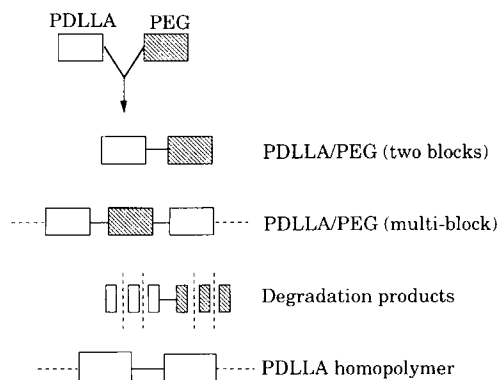 PDLLA PEG
PDLLA/PEG (two blocks)
PDLLA/PEG (multi-block)
Degradation products
PDLLA homopolymer